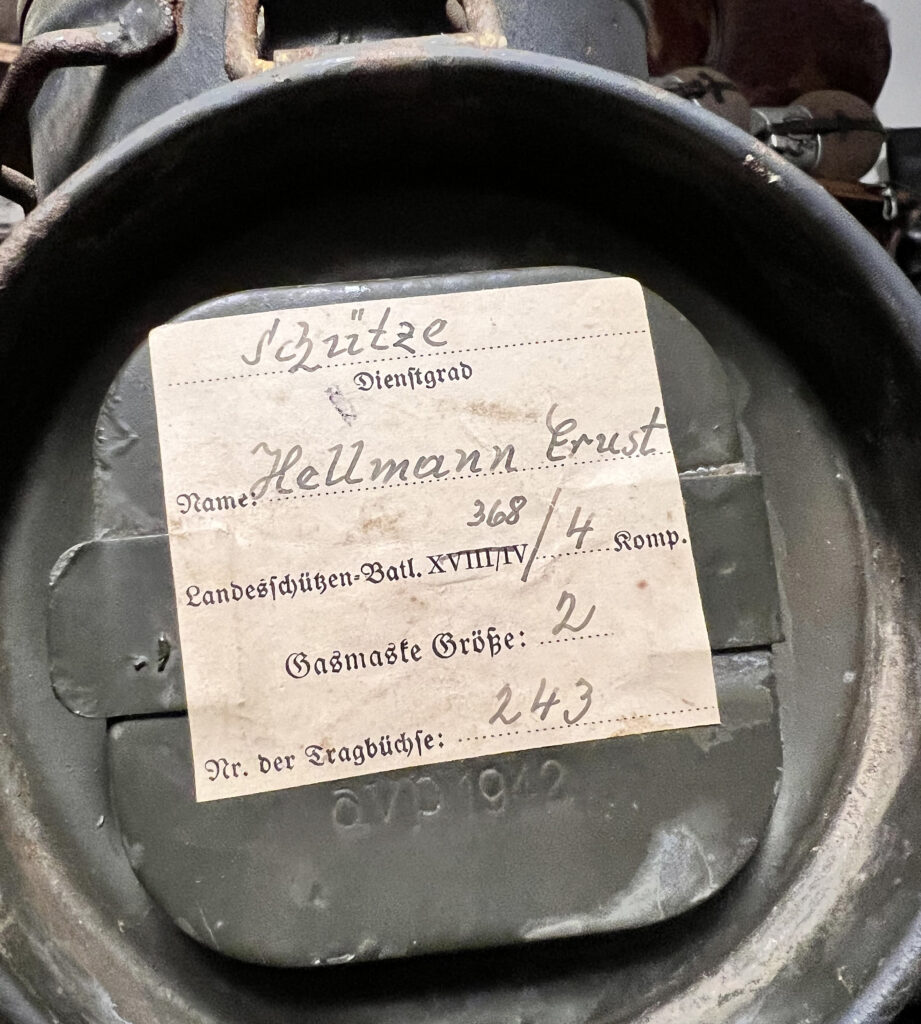 Schütze
Dienstgrad
Name: Hellmann Ernst
368
Landesschützen-Batl. XVIII/IV / 4 Komp.
Gasmaske Größe: 2
Nr. der Tragbüchse: 243
avp 1942